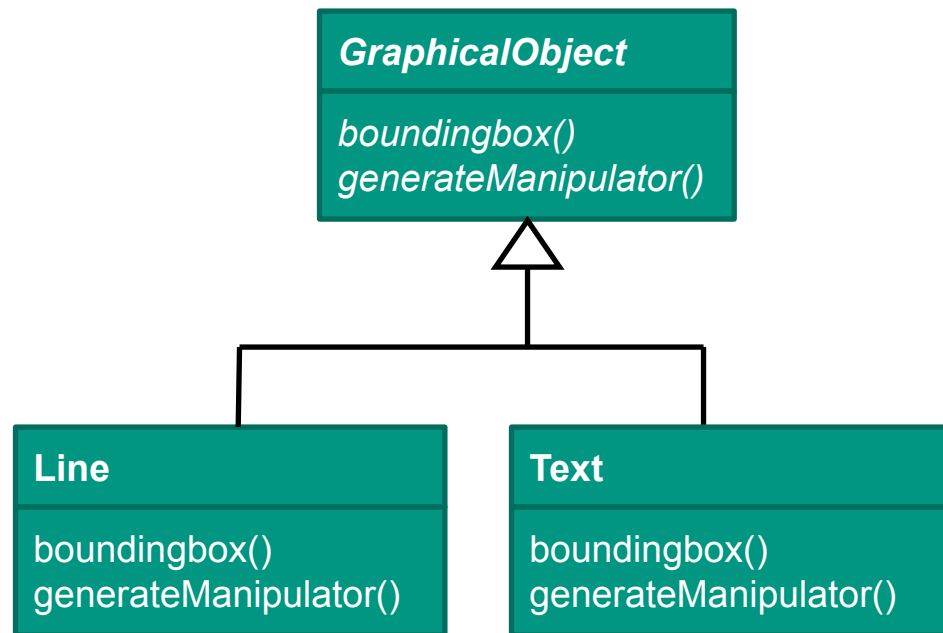 GraphicalObject
boundingbox()
generateManipulator()
Line
boundingbox()
generateManipulator()
Text
boundingbox()
generateManipulator()